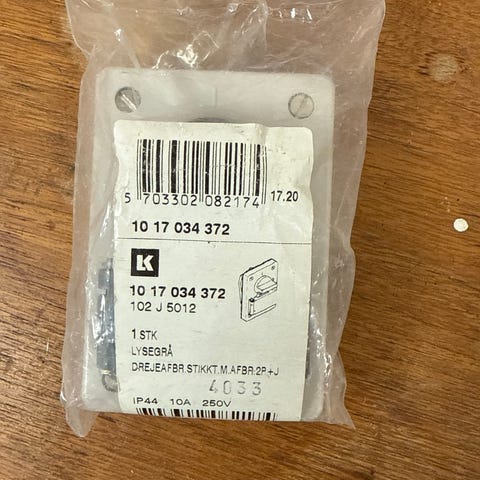 5 703302 082174
17.20
10 17 034 372
LK
10 17 034 372
102 J 5012
1 STK
LYSEGRÅ
DREJEAFBR.STIKKT.M.AFBR.2P+J
4033
IP44 10A 250V